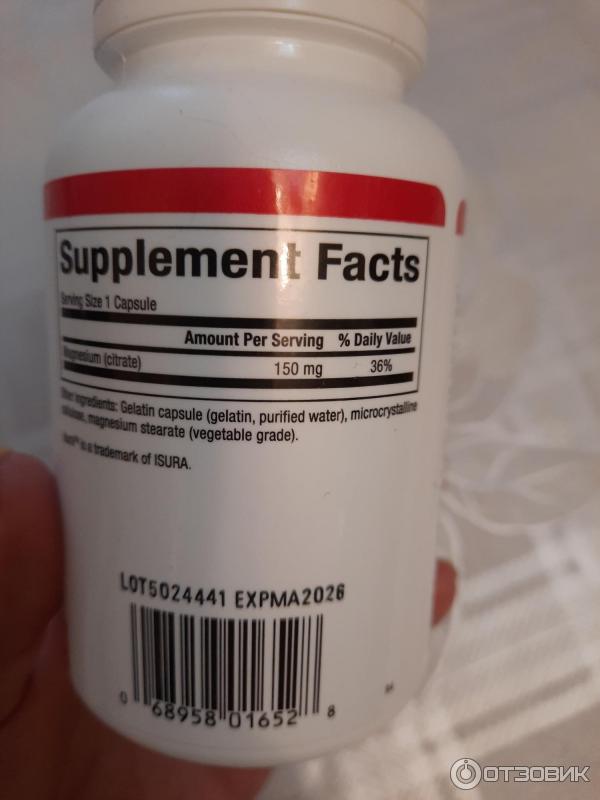 Supplement Facts
Serving Size 1 Capsule
Amount Per Serving % Daily Value
Magnesium (citrate) 150 mg 36%
Other Ingredients: Gelatin capsule (gelatin, purified water), microcrystalline
cellulose, magnesium stearate (vegetable grade).
is a trademark of ISURA.
LOT5024441 EXPMA2026
0 68958 01652 8
ОТЗОВИК